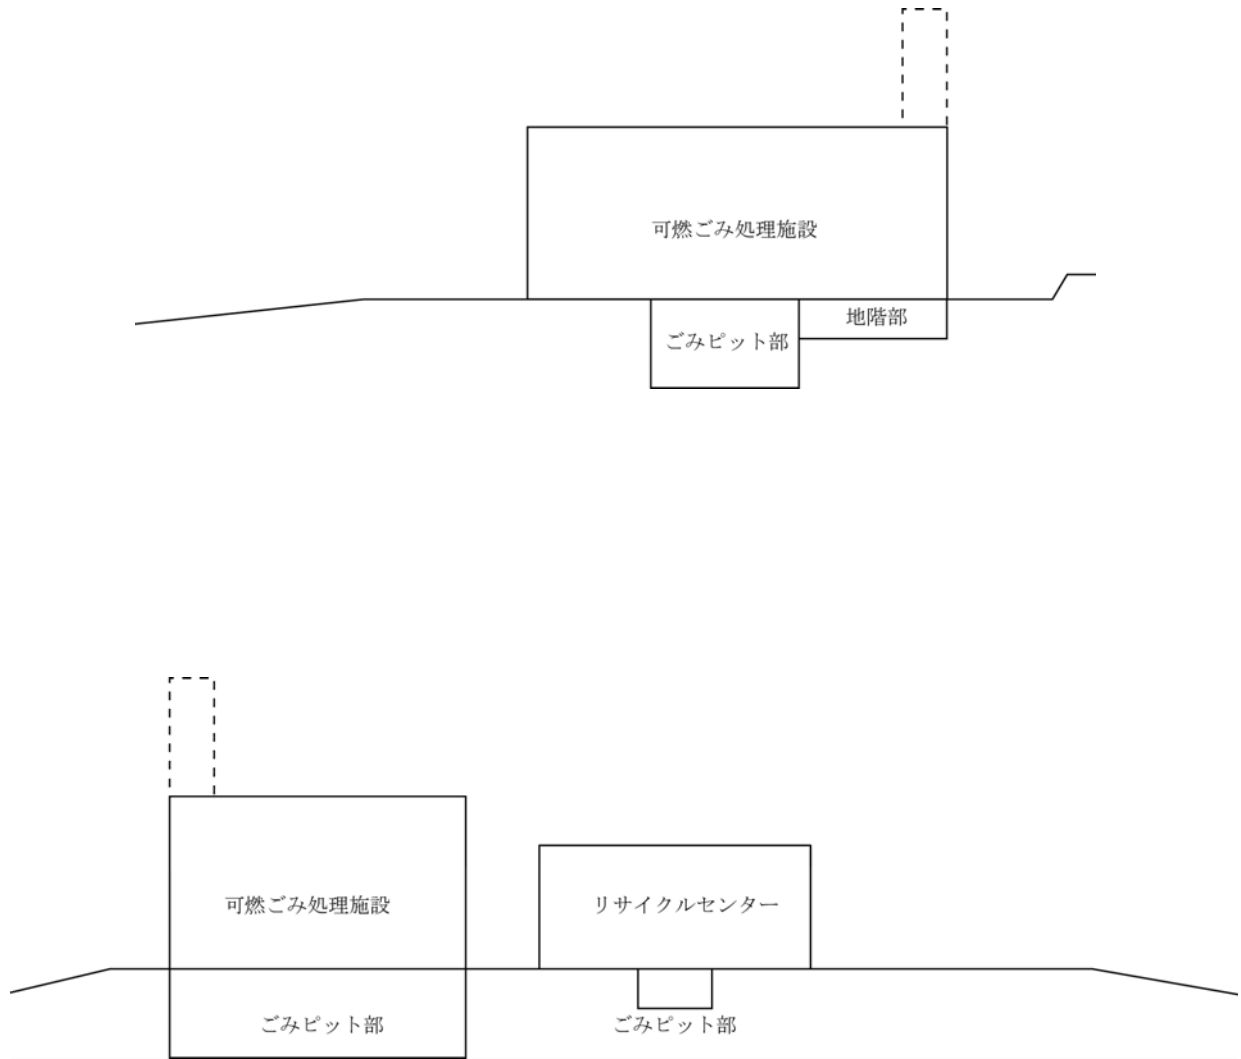 可燃ごみ処理施設
地階部
ごみピット部
可燃ごみ処理施設
リサイクルセンター
ごみピット部
ごみピット部